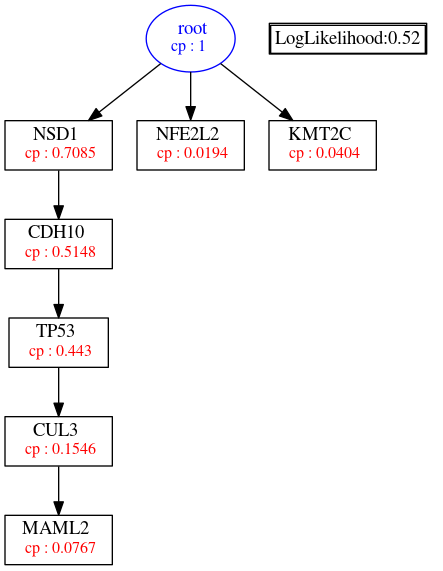 root
cp : 1
LogLikelihood:0.52
NSD1
cp : 0.7085
NFE2L2
cp : 0.0194
KMT2C
cp : 0.0404
CDH10
cp : 0.5148
TP53
cp : 0.443
CUL3
cp : 0.1546
MAML2
cp : 0.0767